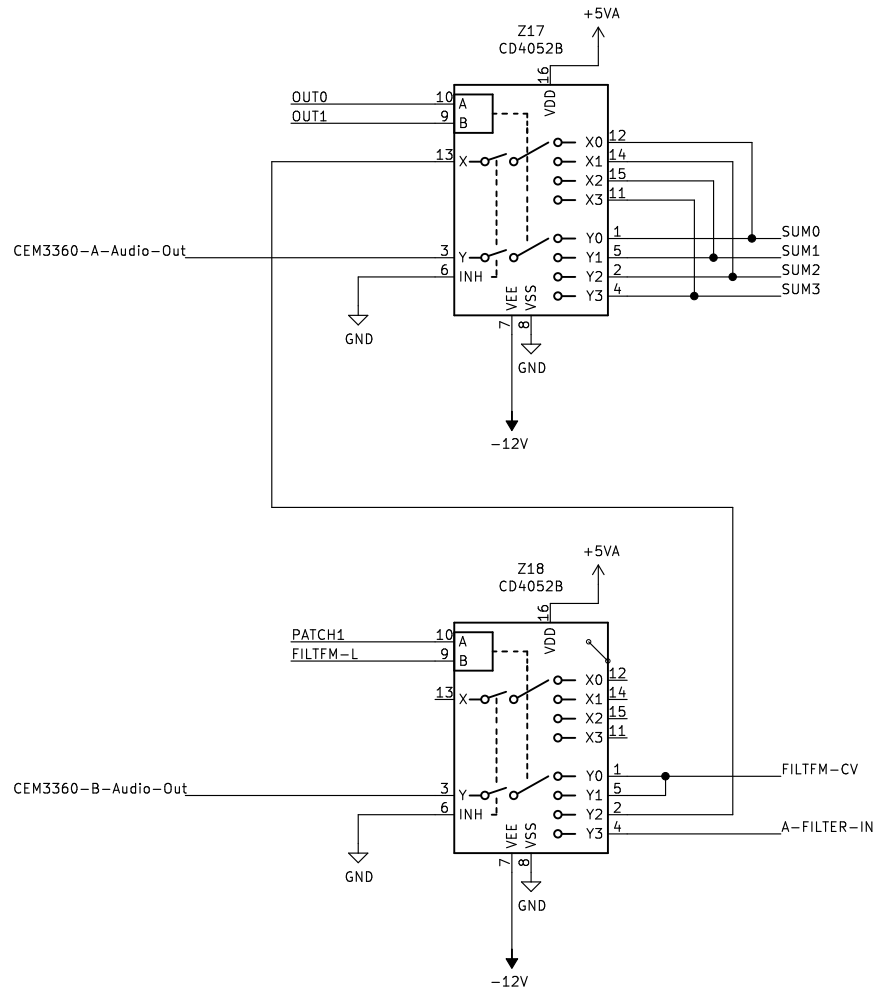 +5VA
Z17
CD4052B
16
VDD
OUT0
10
A
OUT1
9
B
12
X0
13
X
14
X1
15
X2
11
X3
1
Y0
SUM0
CEM3360-A-Audio-Out
3
Y
5
Y1
SUM1
6
INH
2
Y2
SUM2
4
Y3
SUM3
VEE
VSS
7
8
GND
GND
-12V
+5VA
Z18
CD4052B
16
VDD
PATCH1
10
A
FILTFM-L
9
B
12
X0
13
X
14
X1
15
X2
11
X3
1
Y0
FILTFM-CV
CEM3360-B-Audio-Out
3
Y
5
Y1
6
INH
2
Y2
4
Y3
A-FILTER-IN
VEE
VSS
7
8
GND
GND
-12V